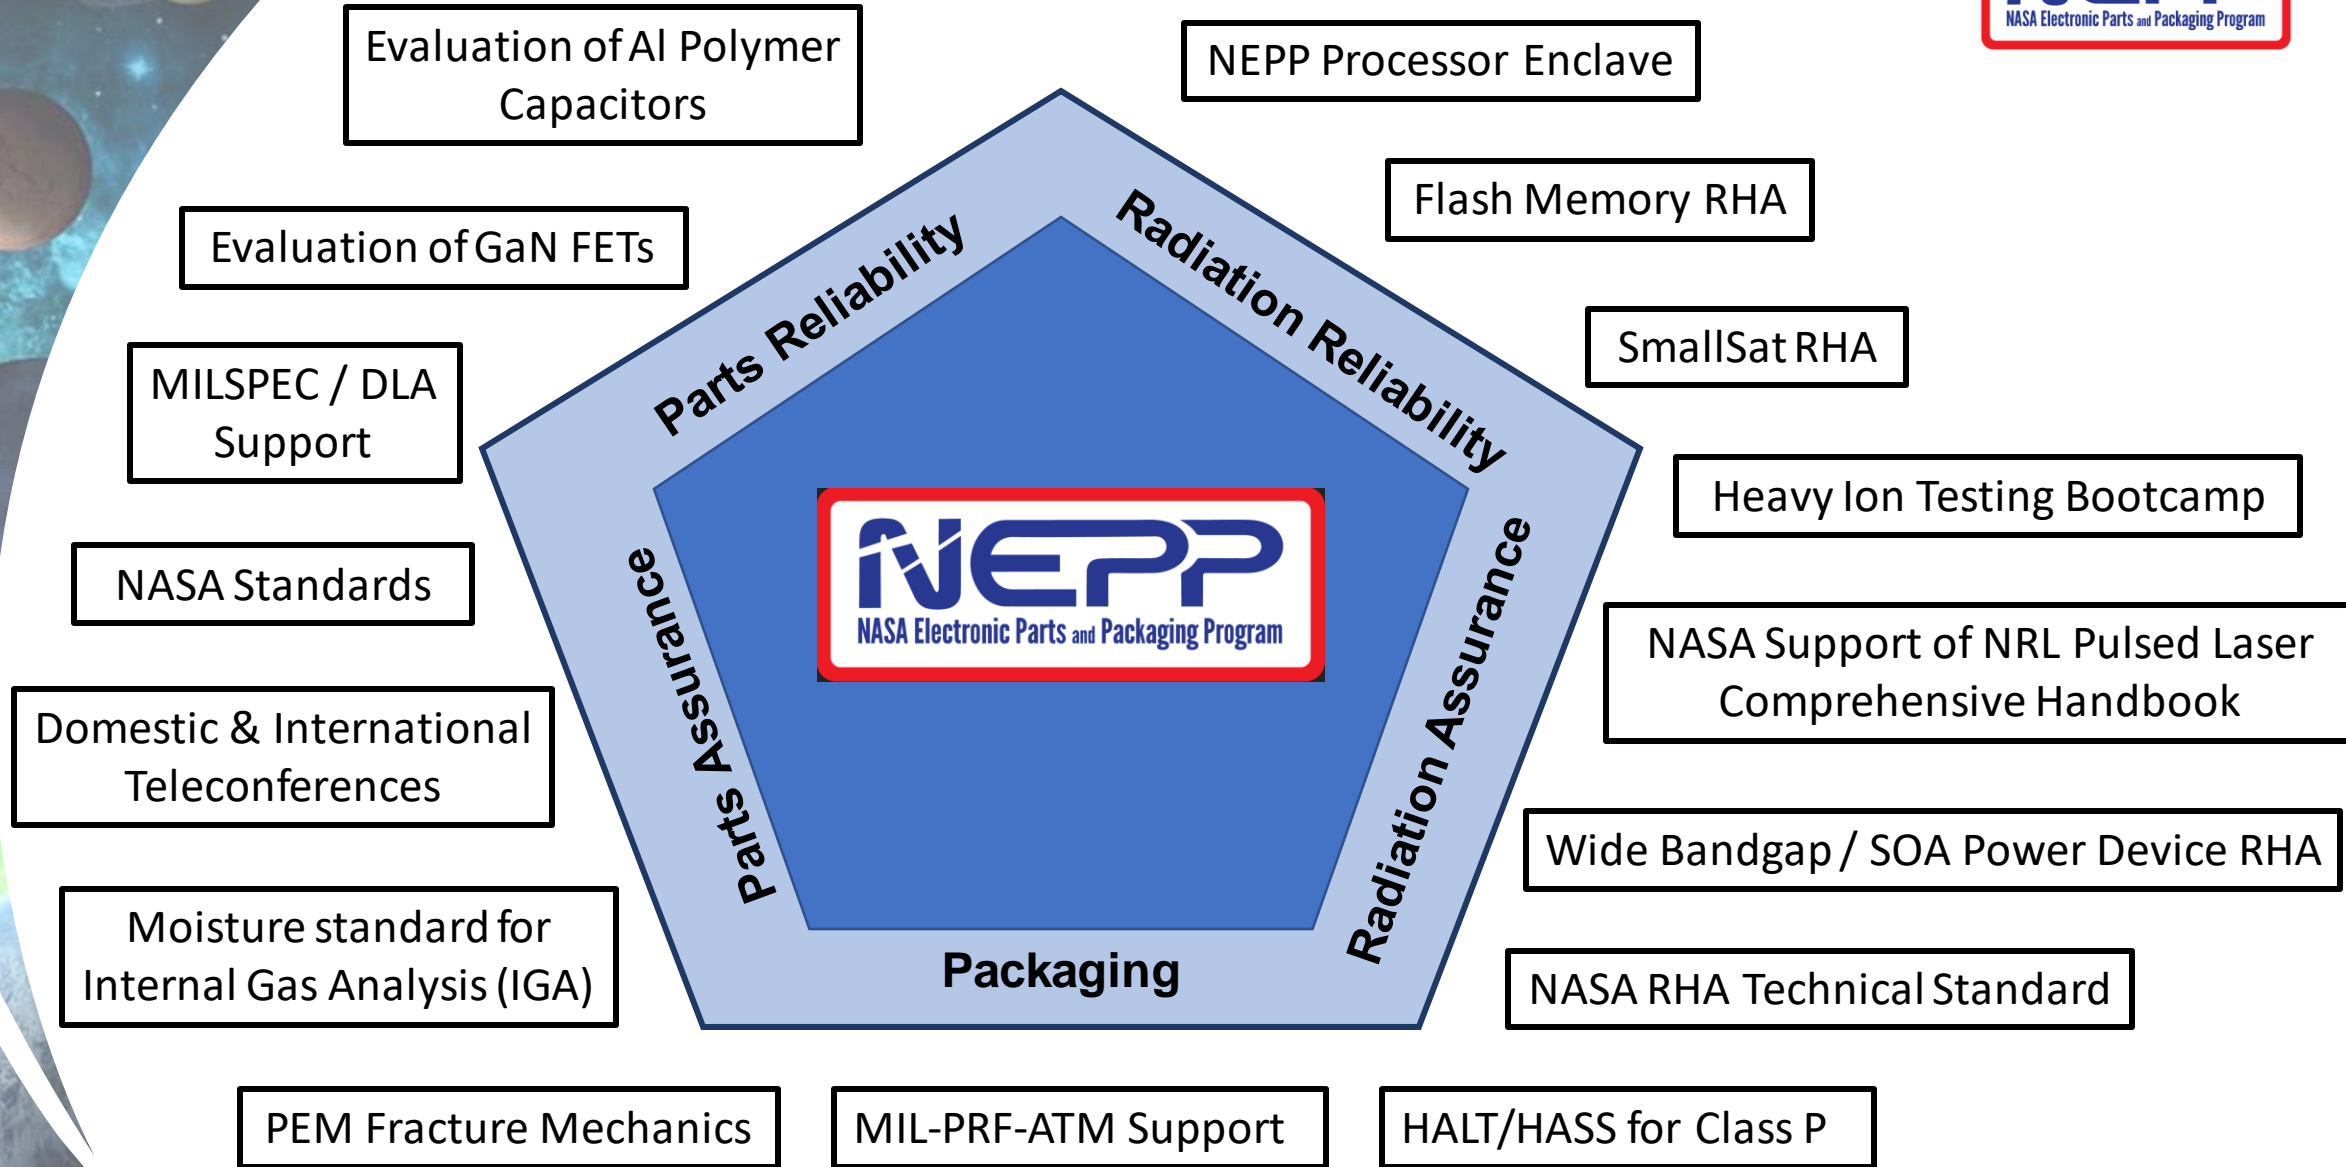 NASA Electronic Parts and Packaging Program
Evaluation of Al Polymer
Capacitors
NEPP Processor Enclave
Flash Memory RHA
Evaluation of GaN FETs
SmallSat RHA
MILSPEC / DLA
Support
Heavy Ion Testing Bootcamp
NASA Standards
NASA Support of NRL Pulsed Laser
Comprehensive Handbook
Domestic & International
Teleconferences
Wide Bandgap / SOA Power Device RHA
Moisture standard for
Internal Gas Analysis (IGA)
NASA RHA Technical Standard
PEM Fracture Mechanics
MIL-PRF-ATM Support
HALT/HASS for Class P
Parts Reliability
Radiation Reliability
Parts Assurance
Radiation Assurance
Packaging
NEPP
NASA Electronic Parts and Packaging Program